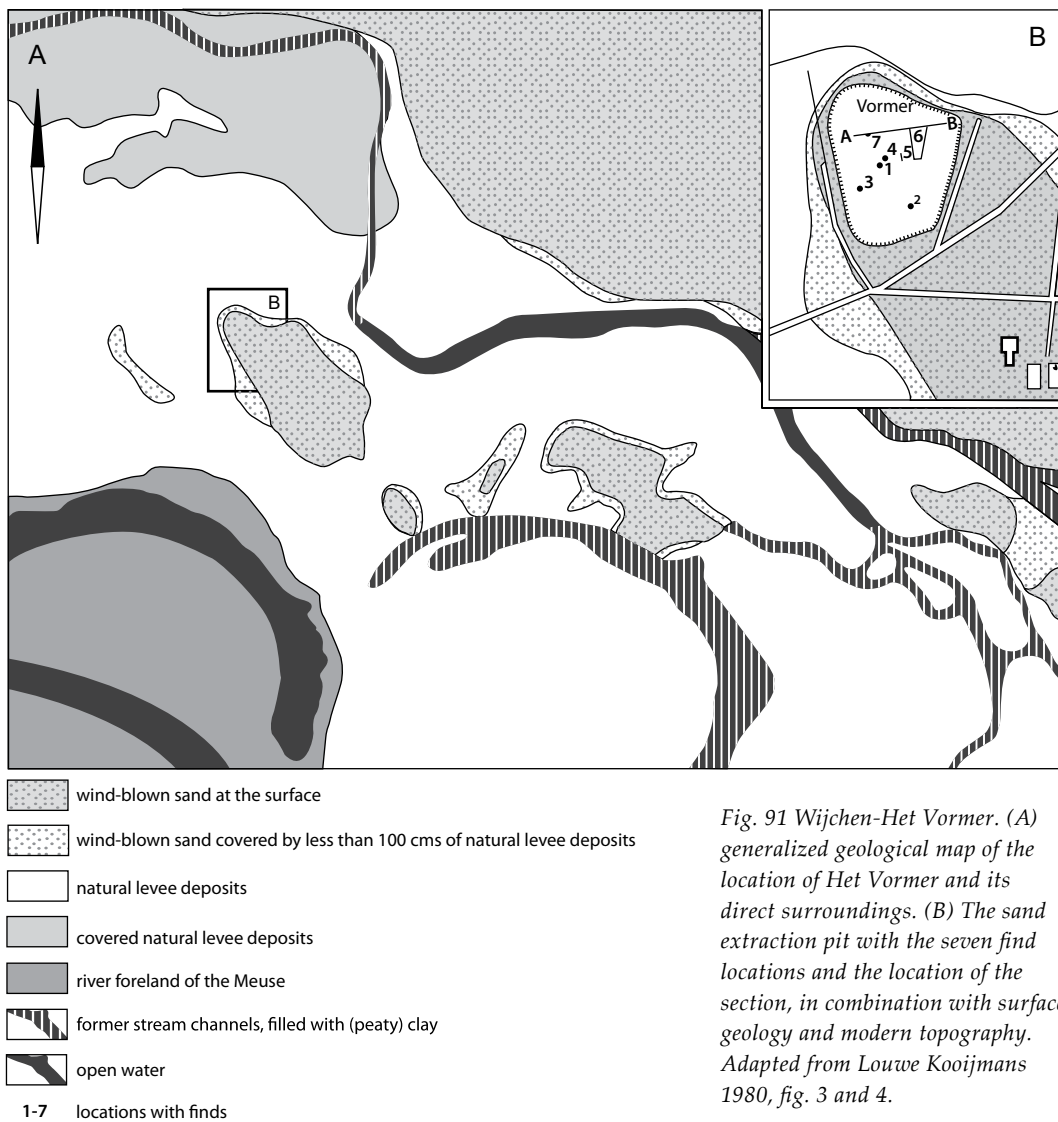 A
B
B
Vormer
A
B
7
6
4
5
1
3
2
wind-blown sand at the surface
wind-blown sand covered by less than 100 cms of natural levee deposits
natural levee deposits
covered natural levee deposits
river foreland of the Meuse
former stream channels, filled with (peaty) clay
open water
1-7 locations with finds
Fig. 91 Wijchen-Het Vormer. (A)
generalized geological map of the
location of Het Vormer and its
direct surroundings. (B) The sand
extraction pit with the seven find
locations and the location of the
section, in combination with surfac
geology and modern topography.
Adapted from Louwe Kooijmans
1980, fig. 3 and 4.